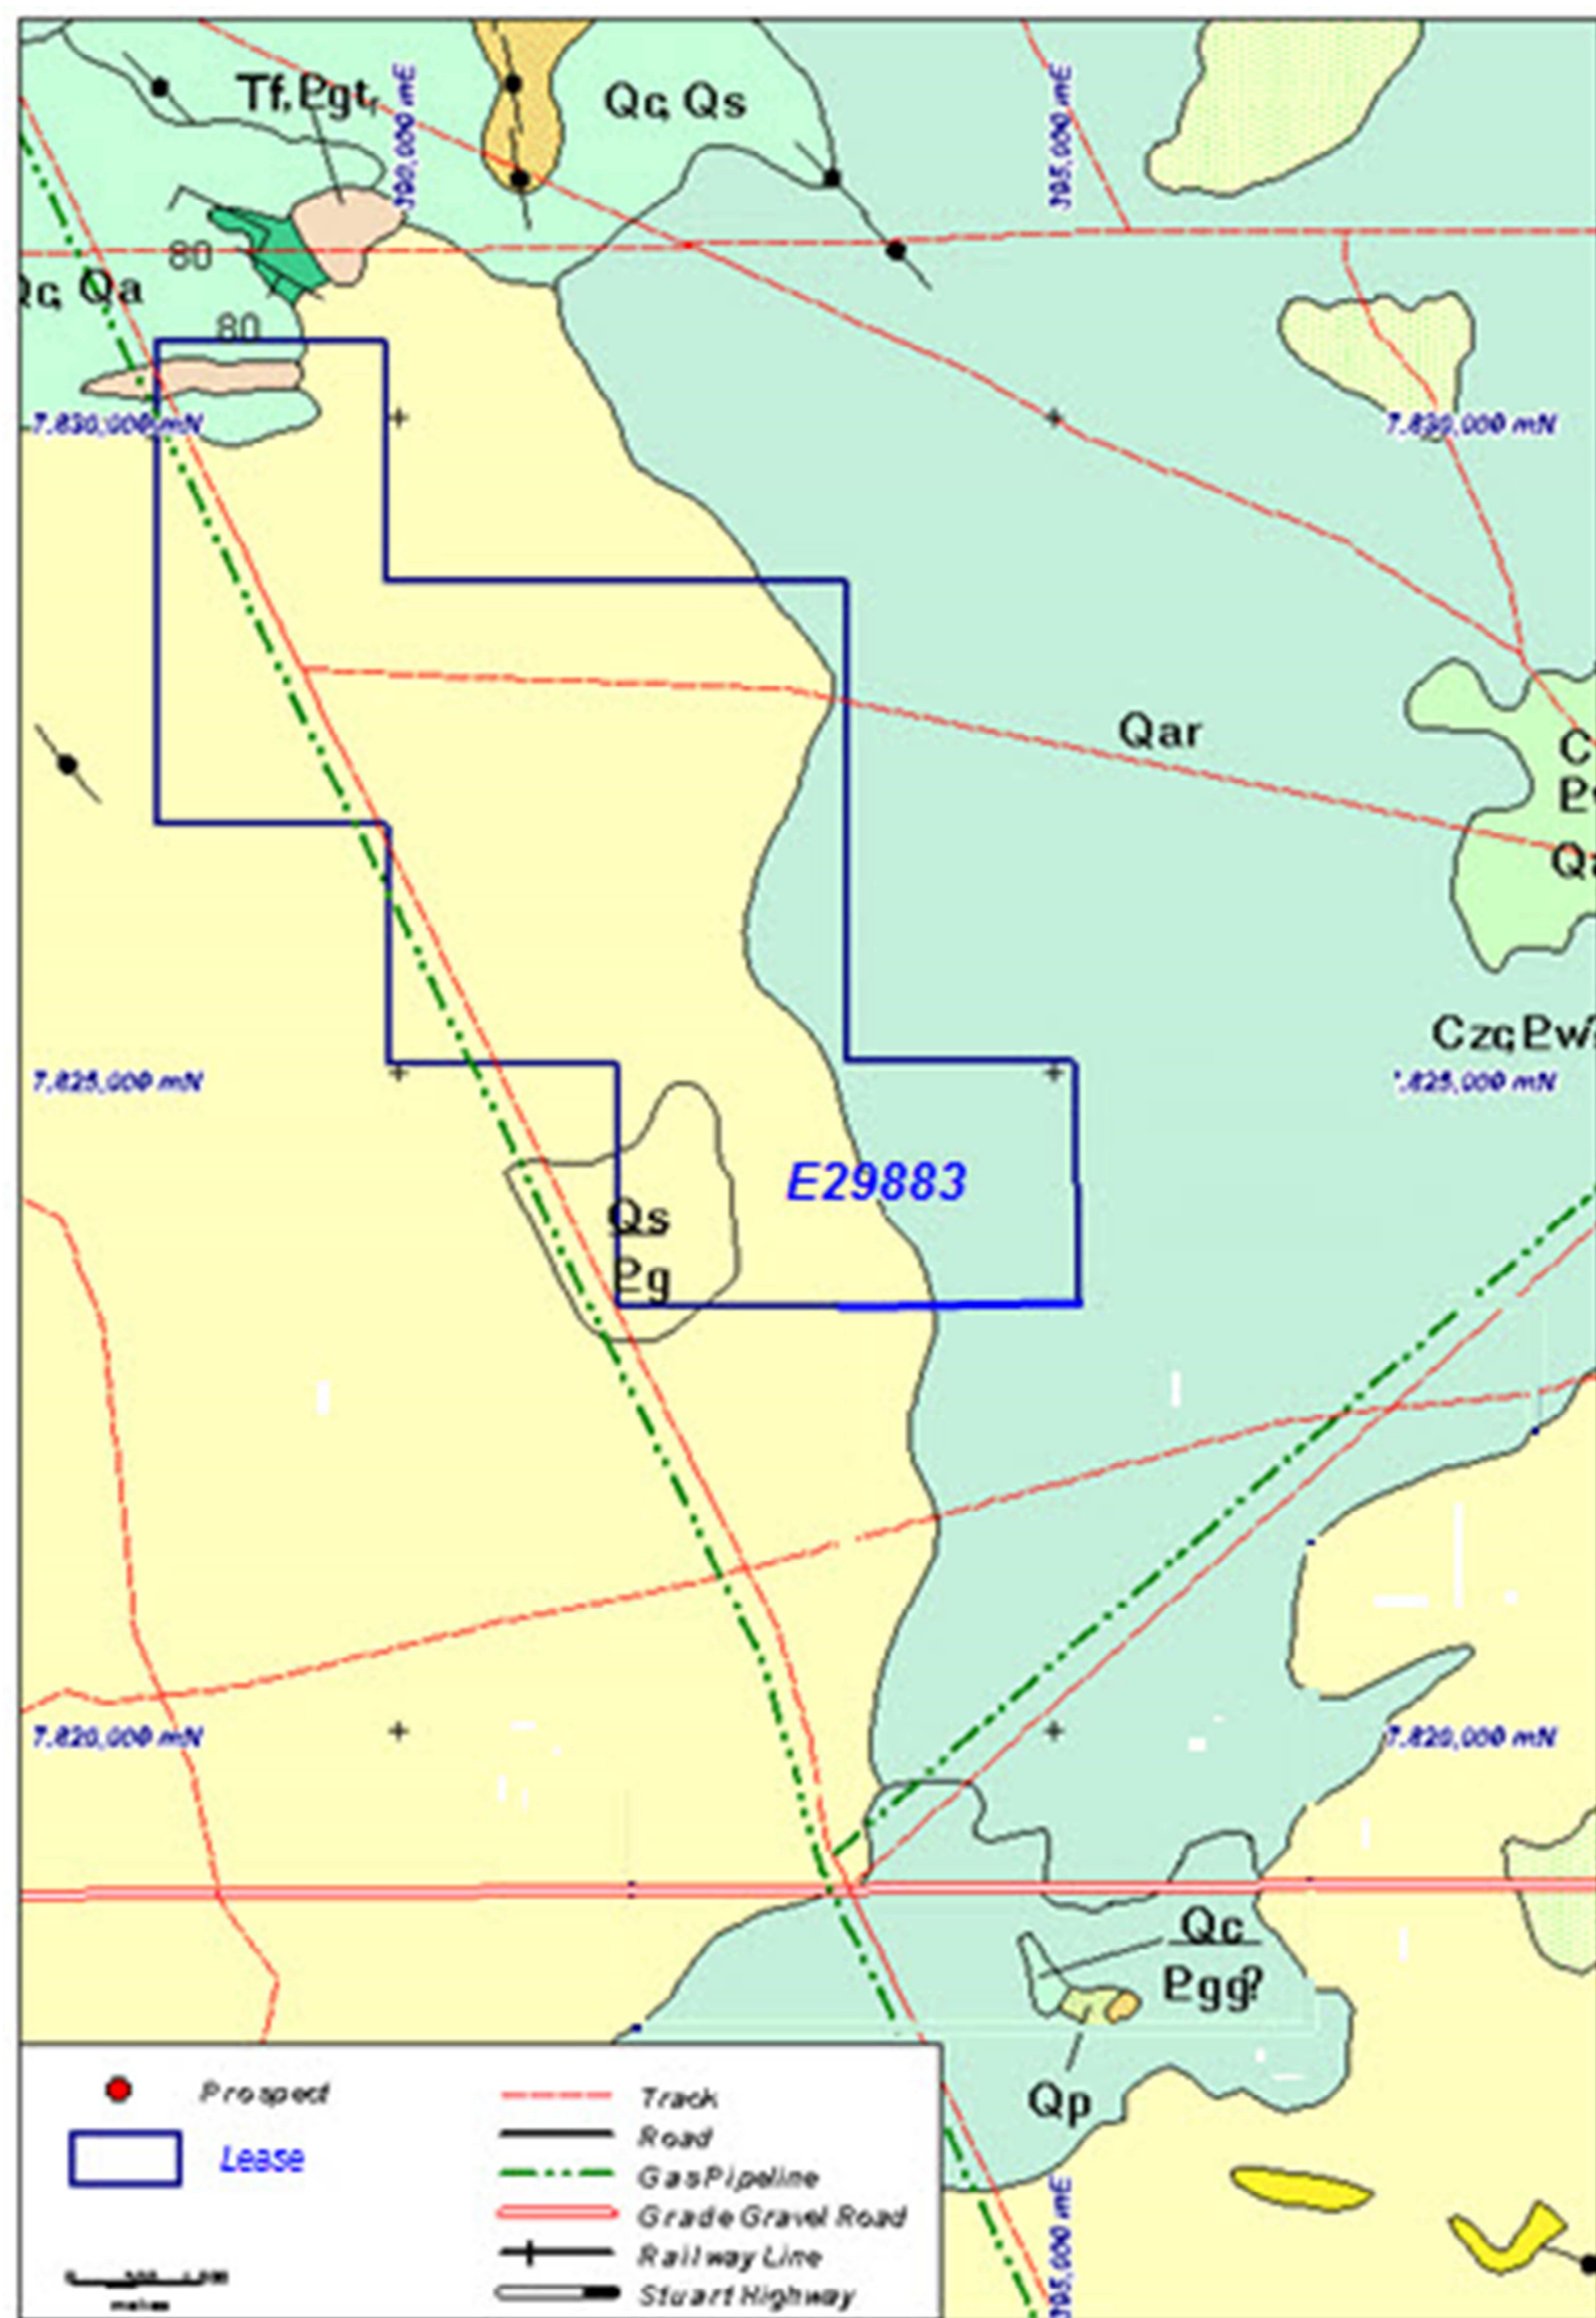 Tf,Pgt,
390,000 mE
Qc, Qs
395,000 mE
80
Qc, Qa
80
7,830,000 mN
7,830,000 mN
Qar
Czc,Pw
7,825,000 mN
7,825,000 mN
E29883
Qs
Pg
7,820,000 mN
7,820,000 mN
Qc
Pgg?
Qp
395,000 mE
Prospect
Lease
Track
Road
Gas Pipeline
Grade Gravel Road
Railway Line
Stuart Highway
metres